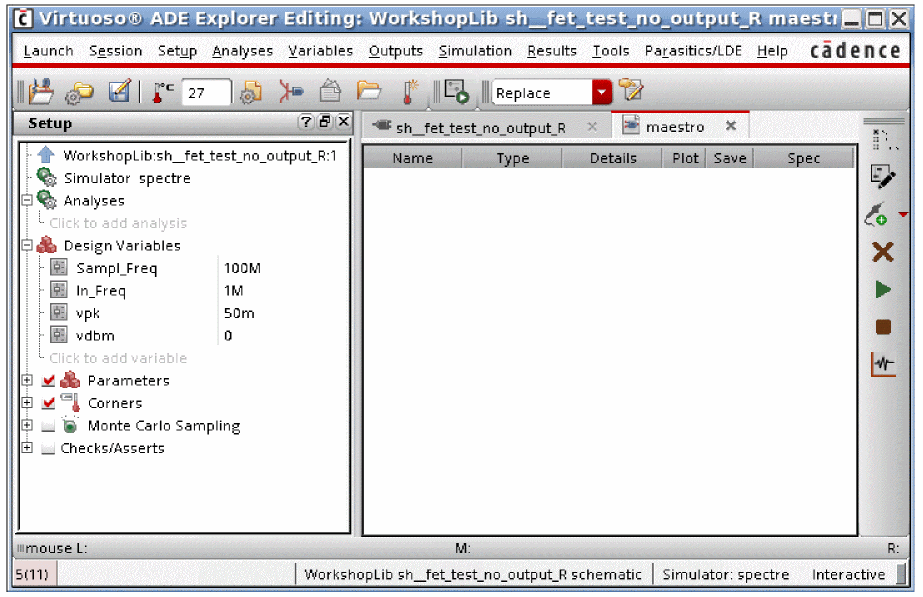 Virtuoso® ADE Explorer Editing: WorkshopLib sh__fet_test_no_output_R maestr
Launch Session Setup Analyses Variables Outputs Simulation Results Tools Parasitics/LDE Help cādence
°C 27 Replace
Setup
sh__fet_test_no_output_R maestro
WorkshopLib:sh_fet_test_no_output_R:1
Simulator spectre
Analyses
Click to add analysis
Design Variables
Sampl_Freq 100M
In_Freq 1M
vpk 50m
vdbm 0
Click to add variable
Parameters
Corners
Monte Carlo Sampling
Checks/Asserts
Name Type Details Plot Save Spec
mouse L: M: R:
5(11) WorkshopLib sh__fet_test_no_output_R schematic Simulator: spectre Interactive